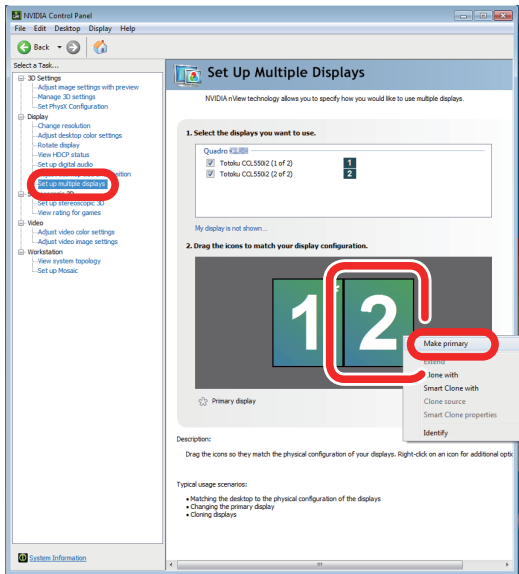 NVIDIA Control Panel
File Edit Desktop Display Help
Back
Select a Task...
3D Settings
Adjust image settings with preview
Manage 3D settings
Set PhysX Configuration
Display
Change resolution
Adjust desktop color settings
Rotate display
View HDCP status
Set up digital audio
Set up multiple displays
Set up stereoscopic 3D
View rating for games
Video
Adjust video color settings
Adjust video image settings
Workstation
View system topology
Set up Mosaic
System Information
Set Up Multiple Displays
NVIDIA nView technology allows you to specify how you would like to use multiple displays.
1. Select the displays you want to use.
Quadro
Totoku CCL550i2 (1 of 2) 1
Totoku CCL550i2 (2 of 2) 2
My display is not shown...
2. Drag the icons to match your display configuration.
1 2
Make primary
Extend
Clone with
Smart Clone with
Clone source
Smart Clone properties
Identify
Primary display
Description:
Drag the icons so they match the physical configuration of your displays. Right-click on an icon for additional optic
Typical usage scenarios:
• Matching the desktop to the physical configuration of the displays
• Changing the primary display
• Cloning displays